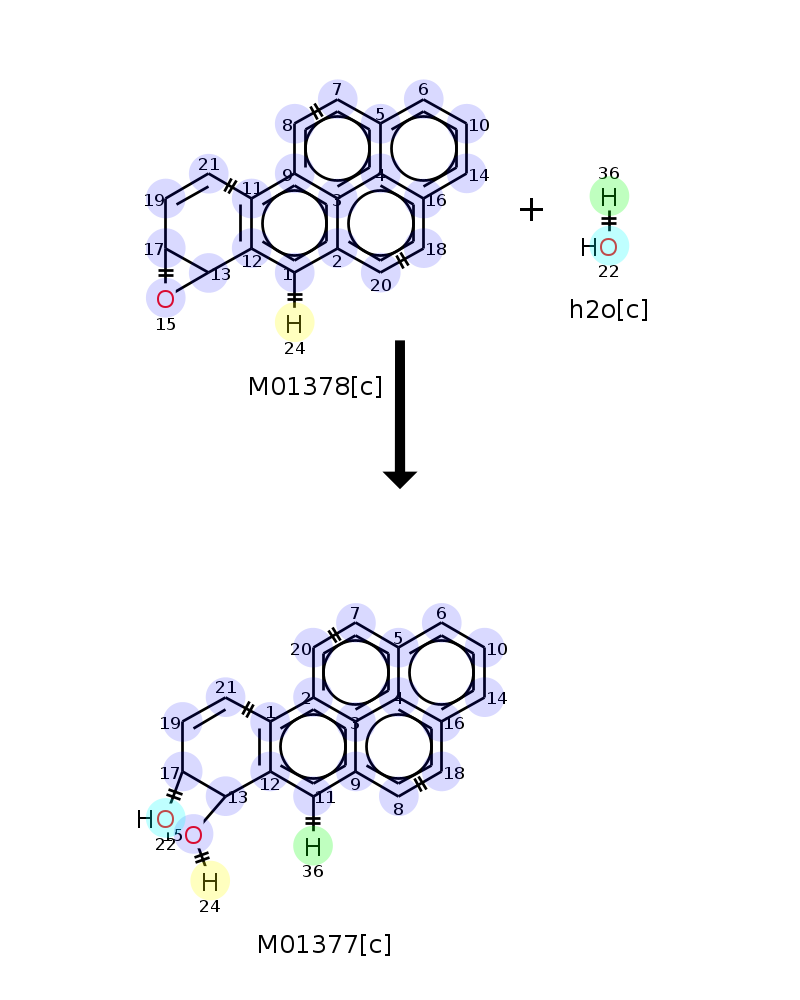 7 6
8 5 10
9 4 14
21
19 11 3 16
17 12 2 18
13 1 20
O H
15 24
M01378[c]
+
36
H
HO
22
h2o[c]
7 6
20 5 10
2 4 14
21
19 1 3 16
17 12 9 18
13 11 8
HO 15 O H
22 36
H
24
M01377[c]